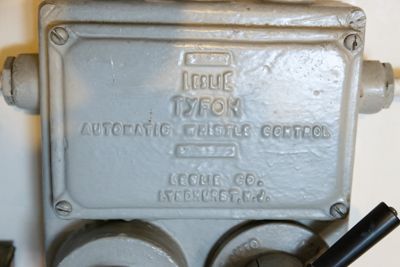 LESLIE
TYFON
AUTOMATIC WHISTLE CONTROL
LESLIE CO.
LYNDHURST, N.J.